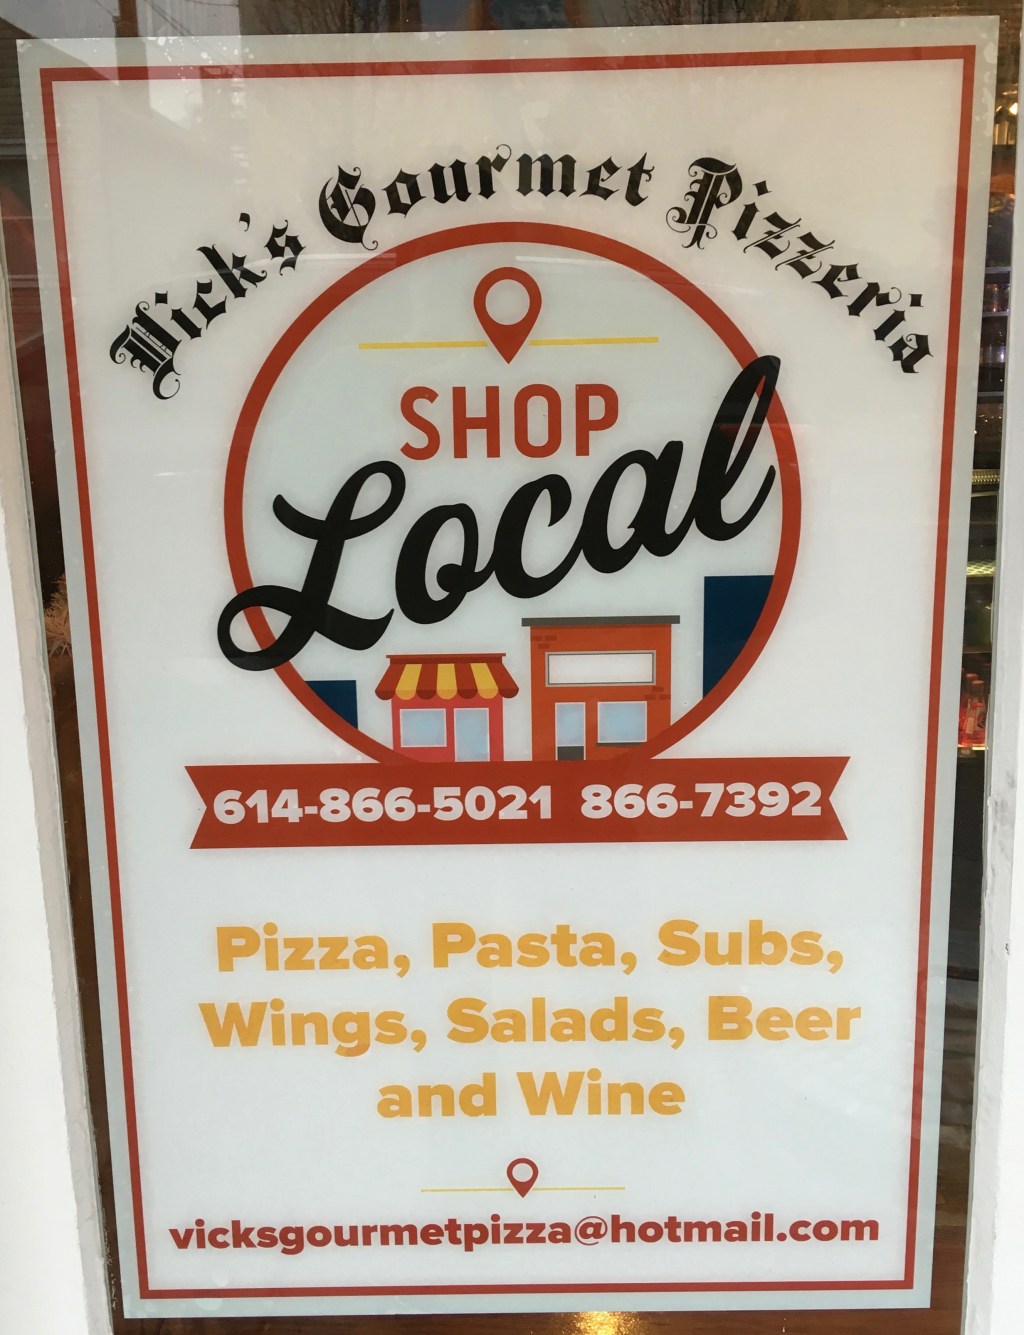 Vick's Gourmet Pizzeria
SHOP
Local
614-866-5021 866-7392
Pizza, Pasta, Subs,
Wings, Salads, Beer
and Wine
vicksgourmetpizza@hotmail.com